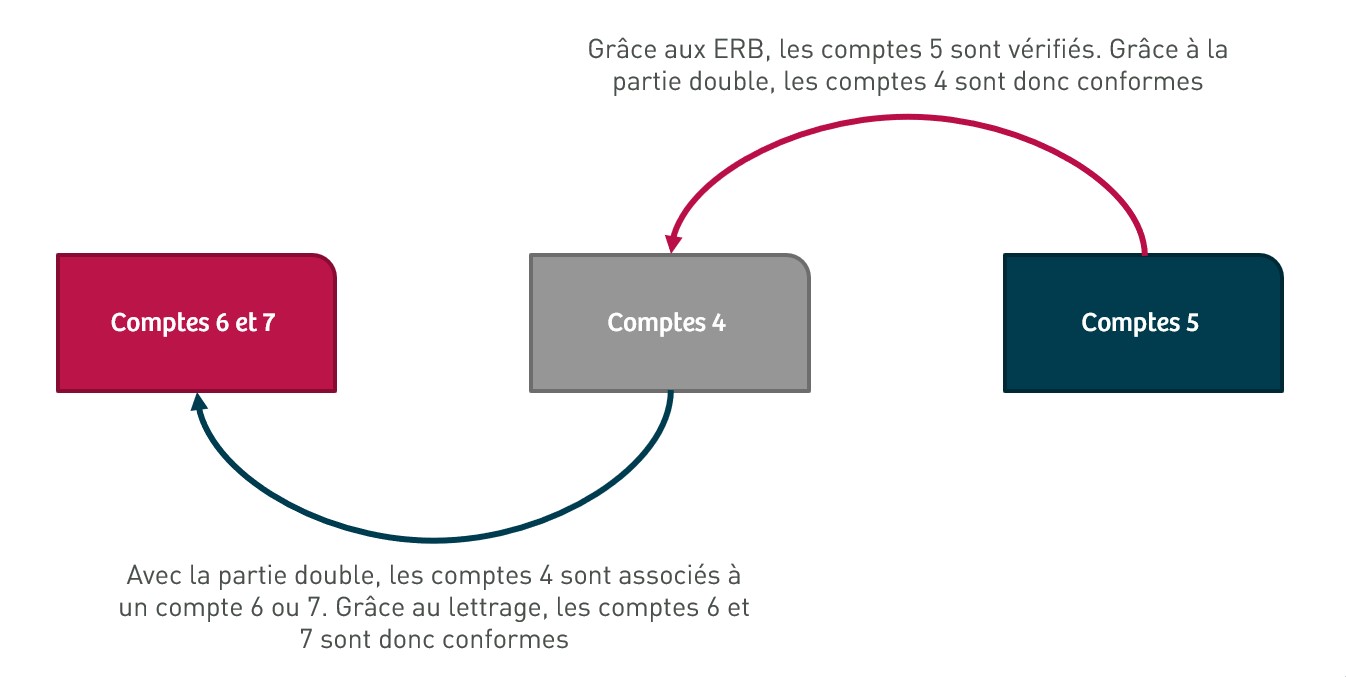 Grâce aux ERB, les comptes 5 sont vérifiés. Grâce à la
partie double, les comptes 4 sont donc conformes
Comptes 6 et 7
Comptes 4
Comptes 5
Avec la partie double, les comptes 4 sont associés à
un compte 6 ou 7. Grâce au lettrage, les comptes 6 et
7 sont donc conformes